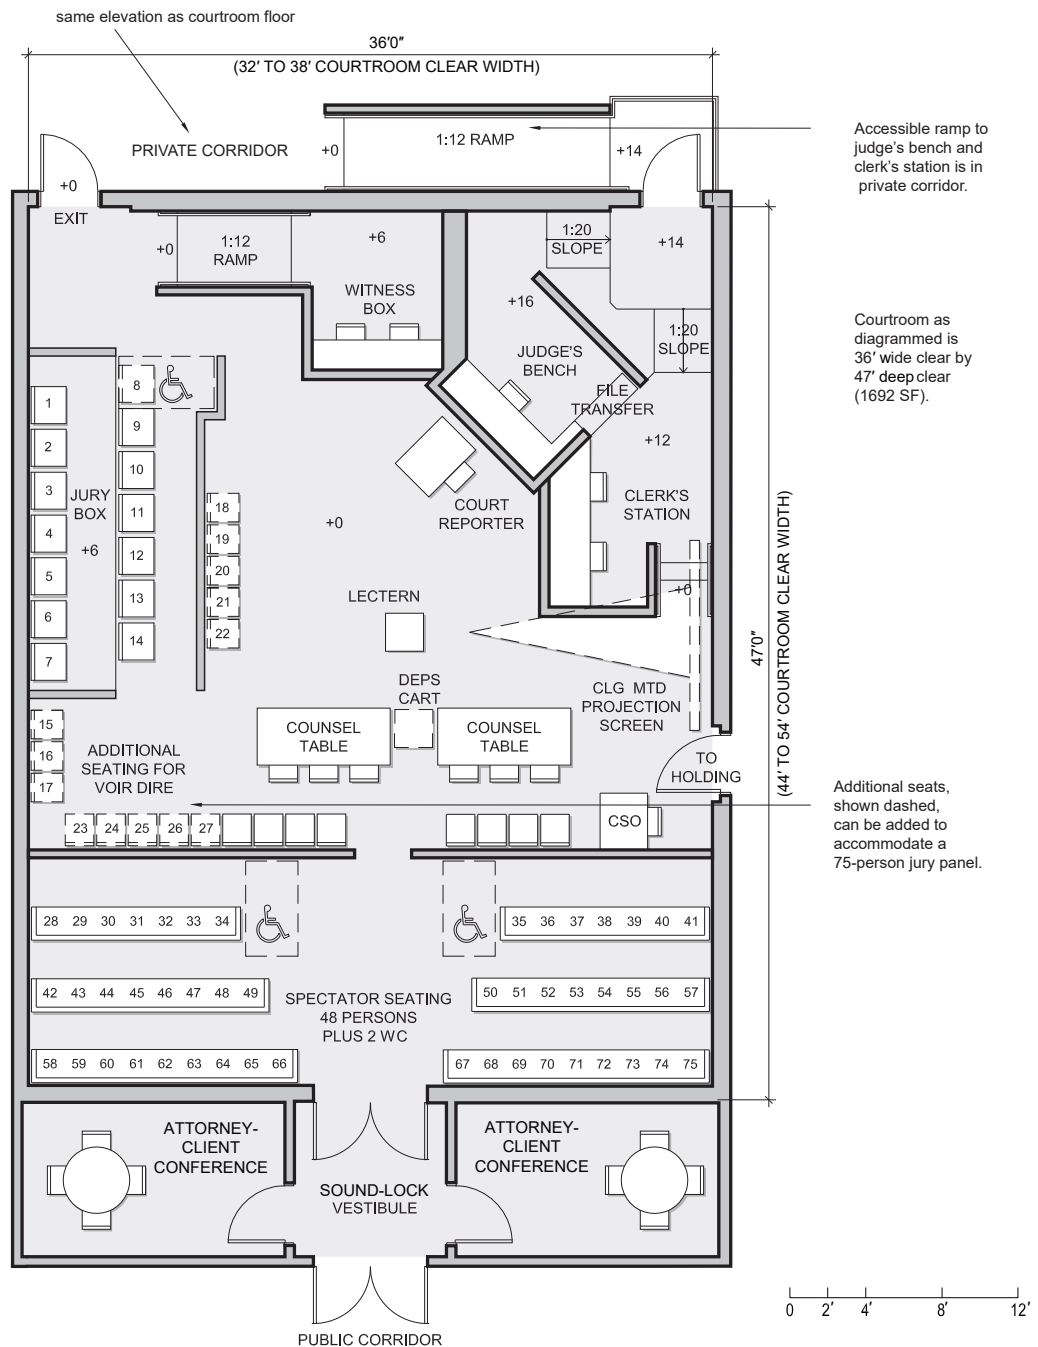 same elevation as courtroom floor
36′0″
(32′ TO 38′ COURTROOM CLEAR WIDTH)
PRIVATE CORRIDOR
+0
1:12 RAMP
+14
Accessible ramp to
judge's bench and
clerk's station is in
private corridor.
+0
EXIT
+0
1:12
RAMP
+6
WITNESS
BOX
1:20
SLOPE
+14
+16
1:20
SLOPE
JUDGE'S
BENCH
FILE
TRANSFER
+12
Courtroom as
diagrammed is
36′ wide clear by
47′ deep clear
(1692 SF).
1
2
3
4
5
6
7
JURY
BOX
+6
8
9
10
11
12
13
14
18
19
20
21
22
+0
COURT
REPORTER
CLERK'S
STATION
+0
LECTERN
DEPS
CART
CLG MTD
PROJECTION
SCREEN
47′0″
(44′ TO 54′ COURTROOM CLEAR WIDTH)
15
16
17
ADDITIONAL
SEATING FOR
VOIR DIRE
COUNSEL
TABLE
COUNSEL
TABLE
TO
HOLDING
CSO
Additional seats,
shown dashed,
can be added to
accommodate a
75-person jury panel.
23 24 25 26 27
28 29 30 31 32 33 34
35 36 37 38 39 40 41
42 43 44 45 46 47 48 49
50 51 52 53 54 55 56 57
SPECTATOR SEATING
48 PERSONS
PLUS 2 WC
58 59 60 61 62 63 64 65 66
67 68 69 70 71 72 73 74 75
ATTORNEY-
CLIENT
CONFERENCE
ATTORNEY-
CLIENT
CONFERENCE
SOUND-LOCK
VESTIBULE
PUBLIC CORRIDOR
0 2′ 4′ 8′ 12′